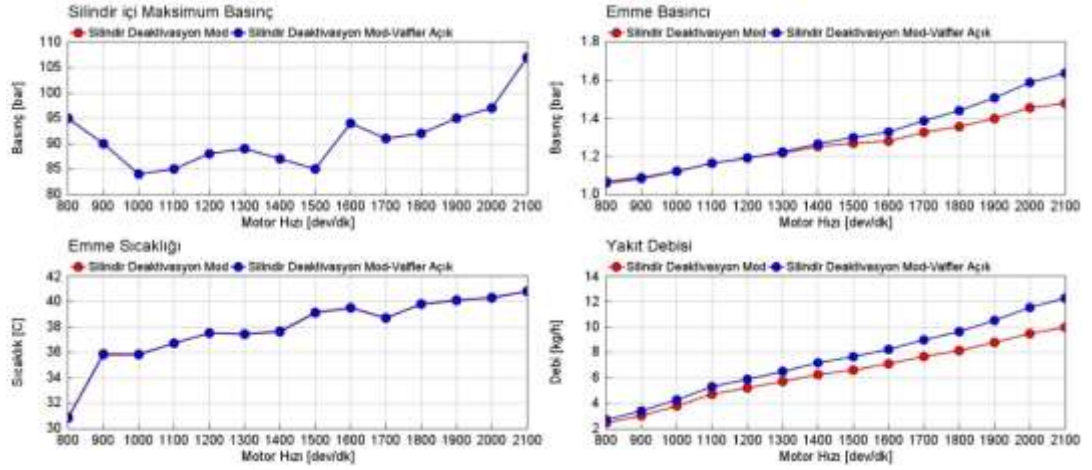 Silindir içi Maksimum Basınç
Silindir Deaktivasyon Mod Silindir Deaktivasyon Mod-Valfler Açık
110
105
100
95
90
85
80
Basınç [bar]
800 900 1000 1100 1200 1300 1400 1500 1600 1700 1800 1900 2000 2100
Motor Hızı [dev/dk]
Emme Basıncı
Silindir Deaktivasyon Mod Silindir Deaktivasyon Mod-Valfler Açık
1.8
1.6
1.4
1.2
1.0
Basınç [bar]
800 900 1000 1100 1200 1300 1400 1500 1600 1700 1800 1900 2000 2100
Motor Hızı [dev/dk]
Emme Sıcaklığı
Silindir Deaktivasyon Mod Silindir Deaktivasyon Mod-Valfler Açık
42
40
38
36
34
32
30
Sıcaklık [C]
800 900 1000 1100 1200 1300 1400 1500 1600 1700 1800 1900 2000 2100
Motor Hızı [dev/dk]
Yakıt Debisi
Silindir Deaktivasyon Mod Silindir Deaktivasyon Mod-Valfler Açık
14
12
10
8
6
4
2
Debi [kg/h]
800 900 1000 1100 1200 1300 1400 1500 1600 1700 1800 1900 2000 2100
Motor Hızı [dev/dk]